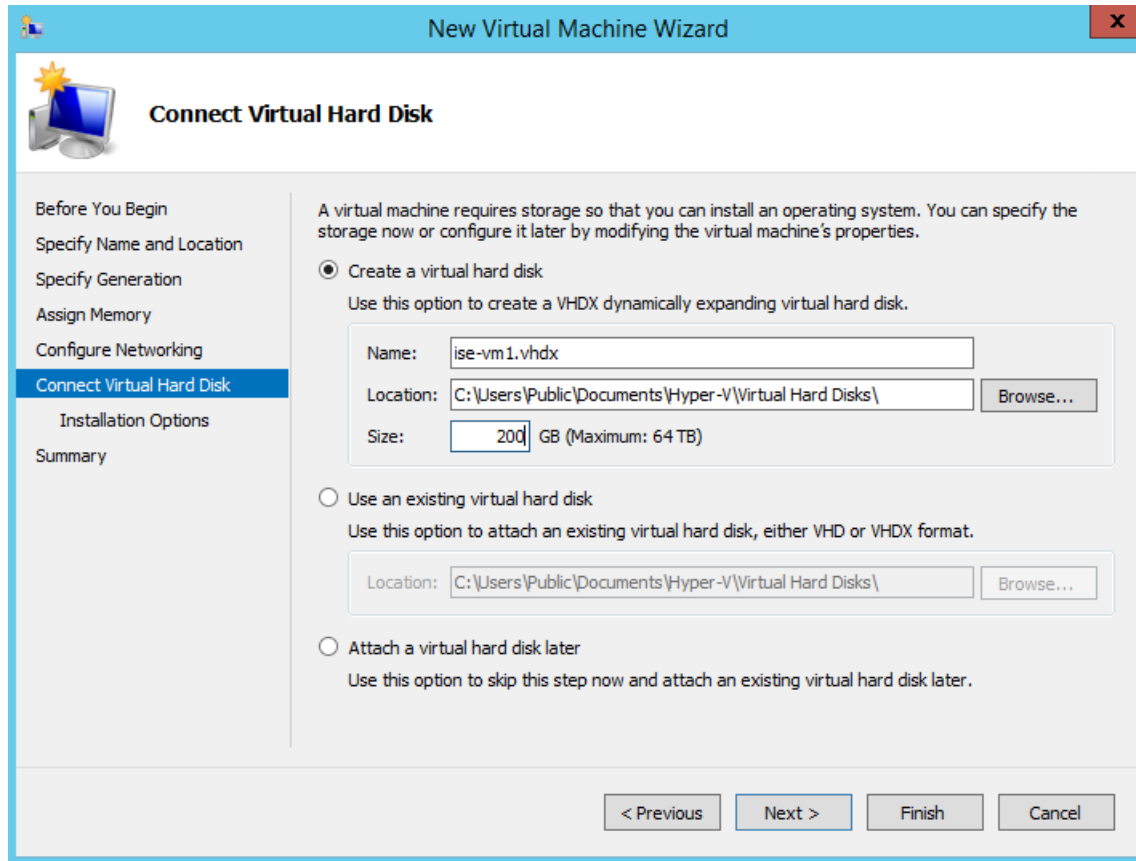 New Virtual Machine Wizard
x
Connect Virtual Hard Disk
Before You Begin
Specify Name and Location
Specify Generation
Assign Memory
Configure Networking
Connect Virtual Hard Disk
Installation Options
Summary
A virtual machine requires storage so that you can install an operating system. You can specify the
storage now or configure it later by modifying the virtual machine's properties.
Create a virtual hard disk
Use this option to create a VHDX dynamically expanding virtual hard disk.
Name: ise-vm1.vhdx
Location: C:\Users\Public\Documents\Hyper-V\Virtual Hard Disks\ Browse...
Size: 200 GB (Maximum: 64 TB)
Use an existing virtual hard disk
Use this option to attach an existing virtual hard disk, either VHD or VHDX format.
Location: C:\Users\Public\Documents\Hyper-V\Virtual Hard Disks\ Browse...
Attach a virtual hard disk later
Use this option to skip this step now and attach an existing virtual hard disk later.
< Previous Next > Finish Cancel